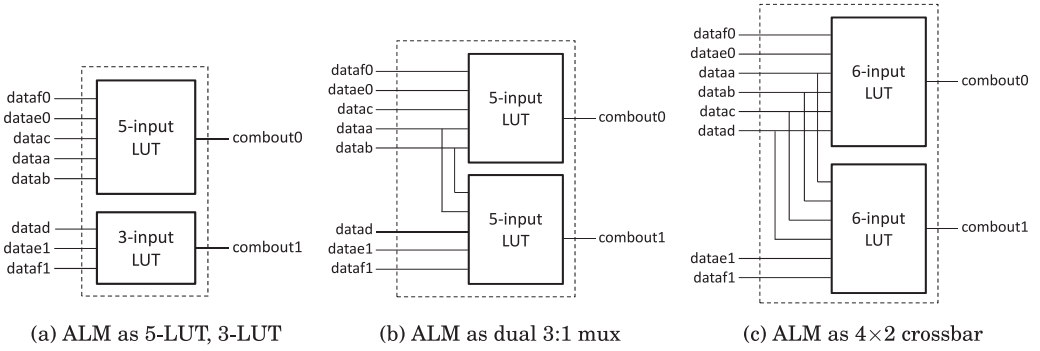 dataf0
datae0
datac
dataa
datab
5-input
LUT
combout0
datad
datae1
dataf1
3-input
LUT
combout1
(a) ALM as 5-LUT, 3-LUT
dataf0
datae0
datac
dataa
datab
5-input
LUT
combout0
datad
datae1
dataf1
5-input
LUT
combout1
(b) ALM as dual 3:1 mux
dataf0
datae0
dataa
datab
datac
datad
6-input
LUT
combout0
datae1
dataf1
6-input
LUT
combout1
(c) ALM as 4×2 crossbar